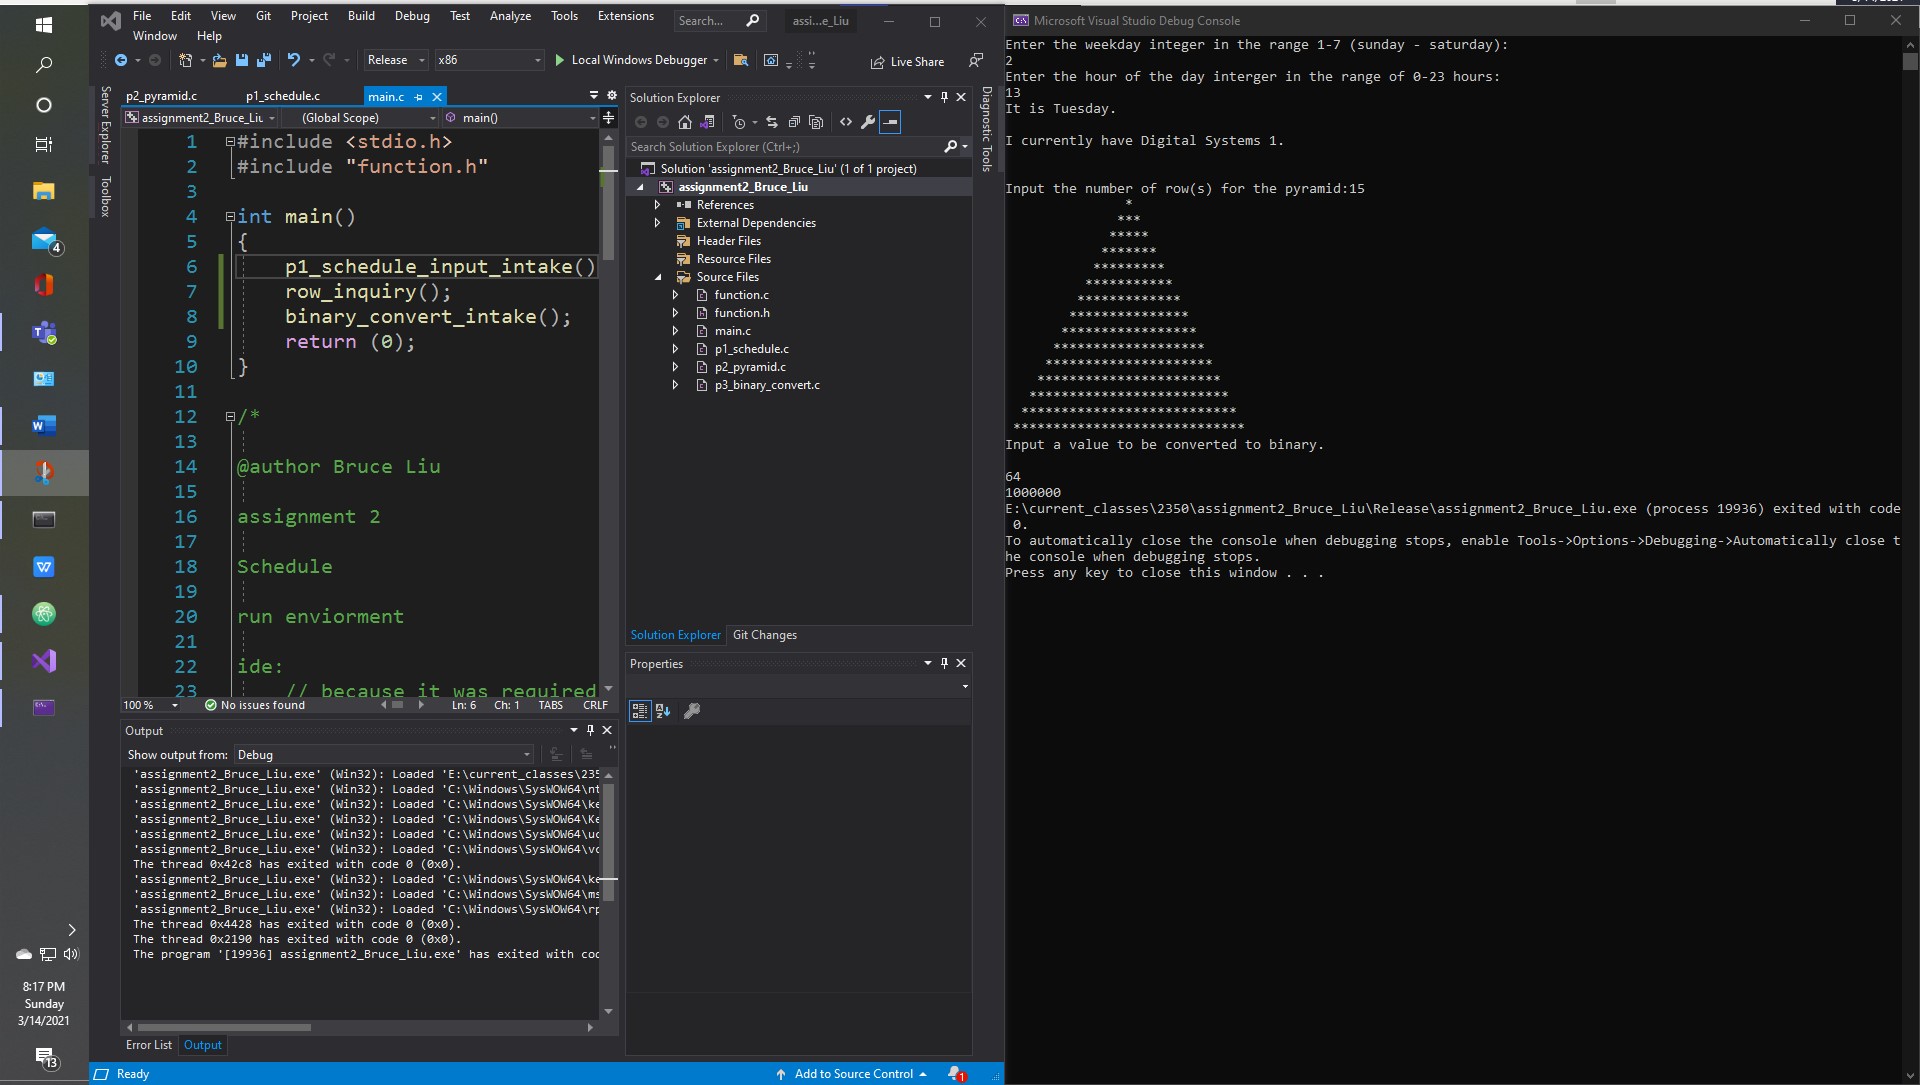 File Edit View Git Project Build Debug Test Analyze Tools Extensions
Window Help
Search...
assi...e_Liu
Release x86 Local Windows Debugger Live Share
Server Explorer
Toolbox
p2_pyramid.c p1_schedule.c main.c
assignment2_Bruce_Liu (Global Scope) main()
1 #include <stdio.h>
2 #include "function.h"
3
4 int main()
5 {
6 p1_schedule_input_intake()
7 row_inquiry();
8 binary_convert_intake();
9 return (0);
10 }
11
12 /*
13
14 @author Bruce Liu
15
16 assignment 2
17
18 Schedule
19
20 run enviorment
21
22 ide:
23 // because it was required
100 % No issues found Ln: 6 Ch: 1 TABS CRLF
Output
Show output from: Debug
'assignment2_Bruce_Liu.exe' (Win32): Loaded 'E:\current_classes\235
'assignment2_Bruce_Liu.exe' (Win32): Loaded 'C:\Windows\SysWOW64\nt
'assignment2_Bruce_Liu.exe' (Win32): Loaded 'C:\Windows\SysWOW64\ke
'assignment2_Bruce_Liu.exe' (Win32): Loaded 'C:\Windows\SysWOW64\Ke
'assignment2_Bruce_Liu.exe' (Win32): Loaded 'C:\Windows\SysWOW64\uc
'assignment2_Bruce_Liu.exe' (Win32): Loaded 'C:\Windows\SysWOW64\vc
The thread 0x42c8 has exited with code 0 (0x0).
'assignment2_Bruce_Liu.exe' (Win32): Loaded 'C:\Windows\SysWOW64\ke
'assignment2_Bruce_Liu.exe' (Win32): Loaded 'C:\Windows\SysWOW64\ms
'assignment2_Bruce_Liu.exe' (Win32): Loaded 'C:\Windows\SysWOW64\rp
The thread 0x4428 has exited with code 0 (0x0).
The thread 0x2190 has exited with code 0 (0x0).
The program '[19936] assignment2_Bruce_Liu.exe' has exited with cod
Error List Output
Ready
Add to Source Control
1
Solution Explorer
Search Solution Explorer (Ctrl+;)
Solution 'assignment2_Bruce_Liu' (1 of 1 project)
assignment2_Bruce_Liu
References
External Dependencies
Header Files
Resource Files
Source Files
function.c
function.h
main.c
p1_schedule.c
p2_pyramid.c
p3_binary_convert.c
Solution Explorer Git Changes
Properties
Diagnostic Tools
Microsoft Visual Studio Debug Console
Enter the weekday integer in the range 1-7 (sunday - saturday):
2
Enter the hour of the day interger in the range of 0-23 hours:
13
It is Tuesday.
I currently have Digital Systems 1.
Input the number of row(s) for the pyramid:15
*
***
*****
*******
*********
***********
*************
***************
*****************
*******************
*********************
***********************
*************************
***************************
*****************************
Input a value to be converted to binary.
64
1000000
E:\current_classes\2350\assignment2_Bruce_Liu\Release\assignment2_Bruce_Liu.exe (process 19936) exited with code
0.
To automatically close the console when debugging stops, enable Tools->Options->Debugging->Automatically close t
he console when debugging stops.
Press any key to close this window . . .
4
8:17 PM
Sunday
3/14/2021
13